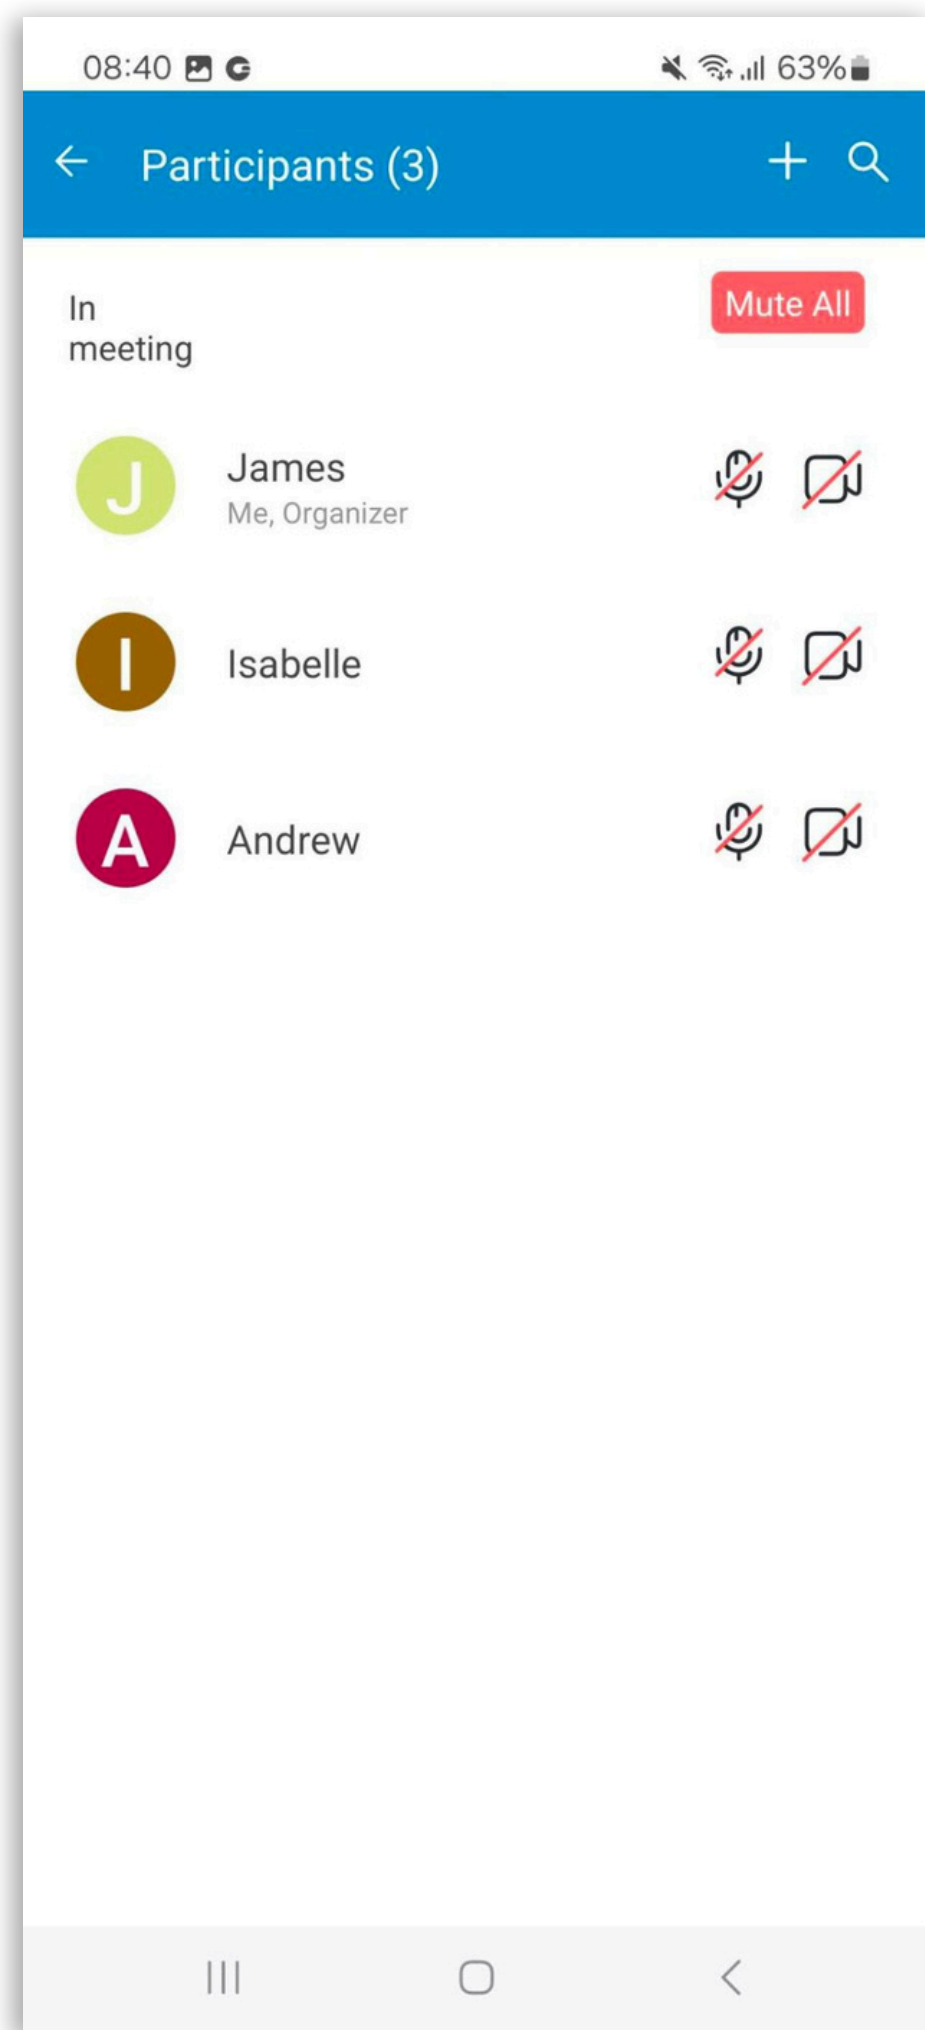 08:40 63%
Participants (3)
In
meeting
Mute All
J
James
Me, Organizer
I
Isabelle
A
Andrew